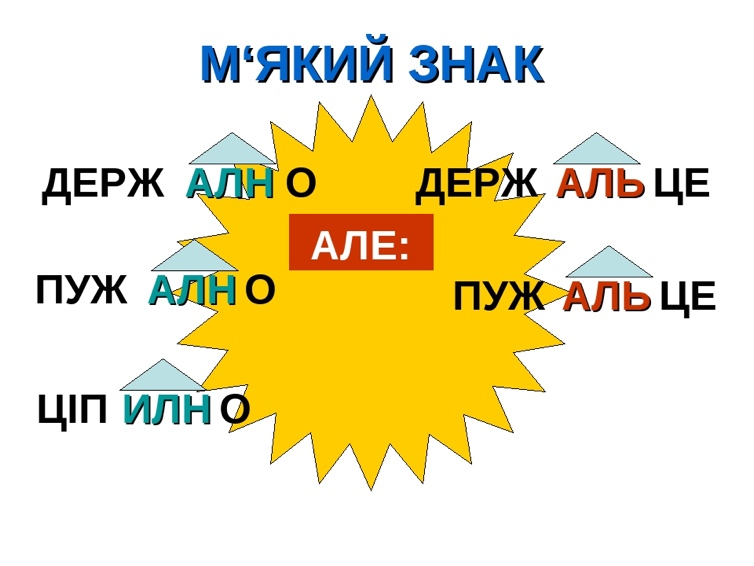 М‘ЯКИЙ ЗНАК
ДЕРЖ АЛН О
ДЕРЖ АЛЬ ЦЕ
АЛЕ:
ПУЖ АЛН О
ПУЖ АЛЬ ЦЕ
ЦІП ИЛН О